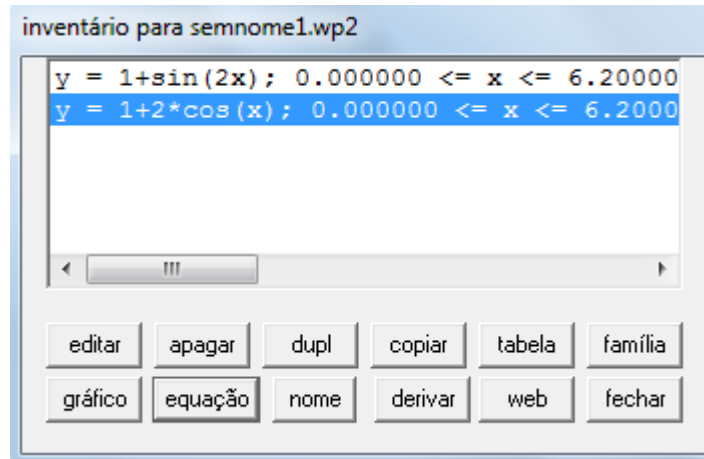 inventário para semnome1.wp2
y = 1+sin(2x); 0.000000 <= x <= 6.20000
y = 1+2*cos(x); 0.000000 <= x <= 6.2000
editar apagar dupl copiar tabela família
gráfico equação nome derivar web fechar